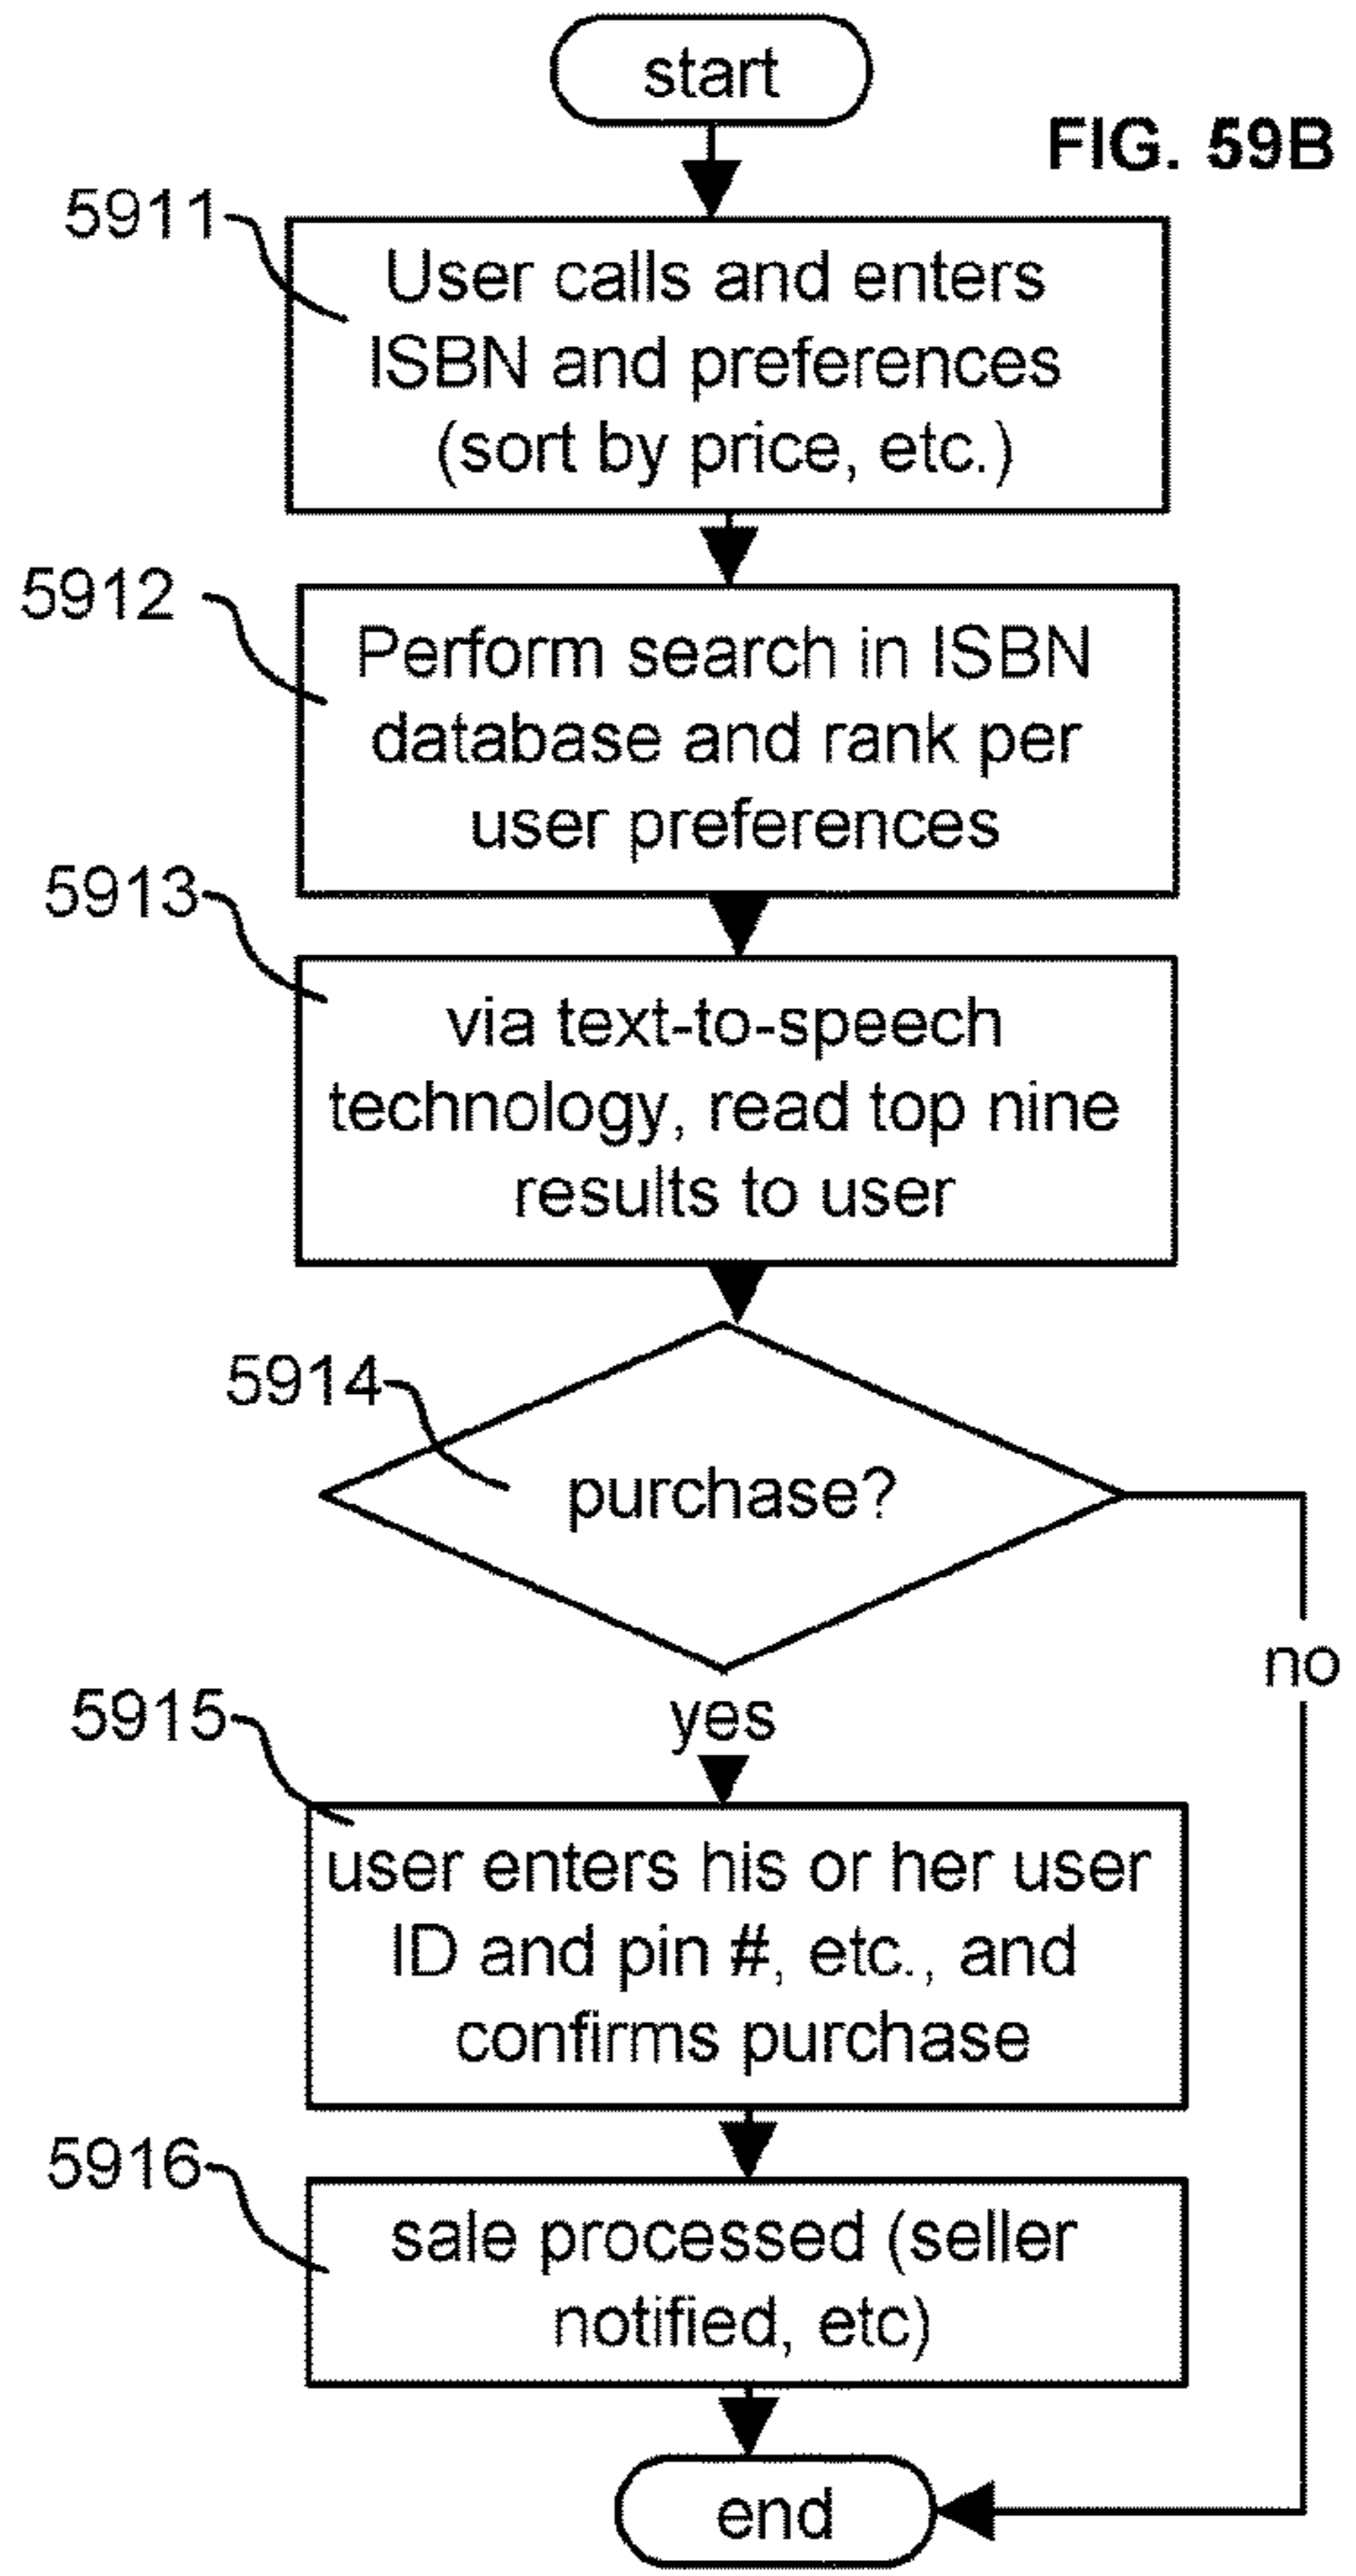 start
FIG. 59B
5911
User calls and enters
ISBN and preferences
(sort by price, etc.)
5912
Perform search in ISBN
database and rank per
user preferences
5913
via text-to-speech
technology, read top nine
results to user
5914
purchase?
no
yes
5915
user enters his or her user
ID and pin #, etc., and
confirms purchase
5916
sale processed (seller
notified, etc)
end